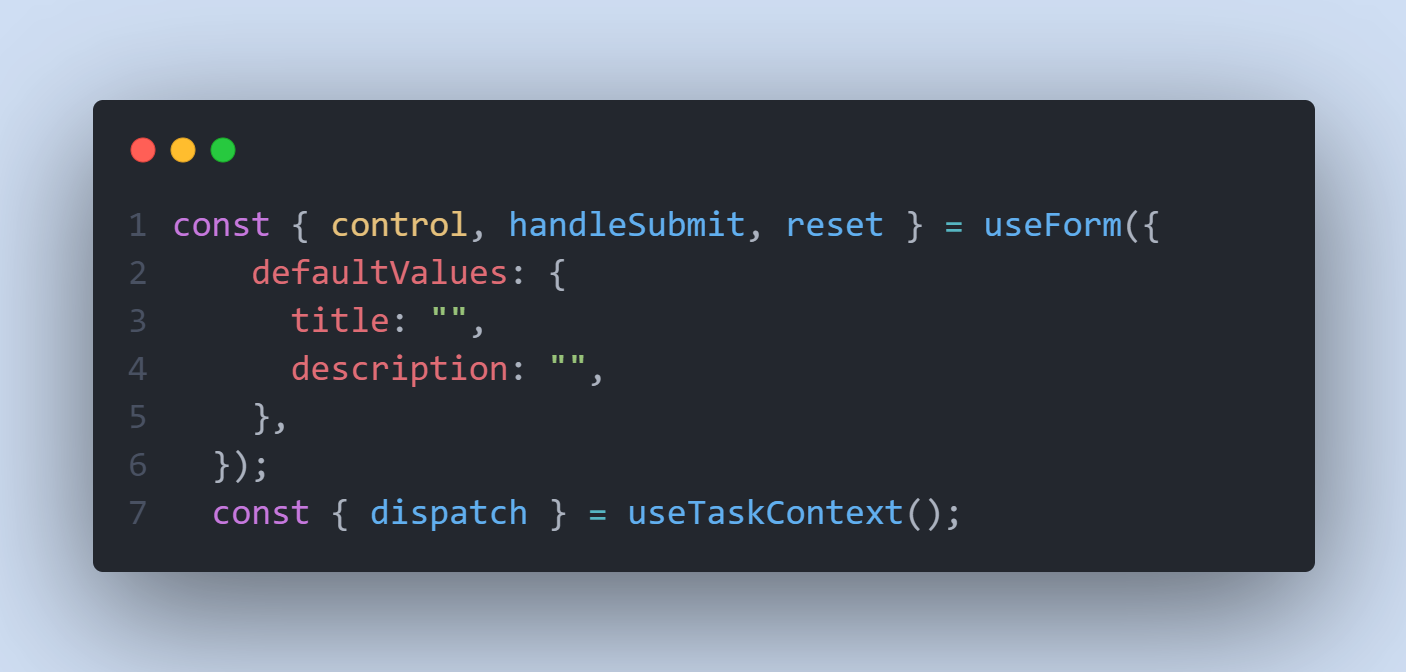 1 const { control, handleSubmit, reset } = useForm({
2     defaultValues: {
3       title: "",
4       description: "",
5     },
6   });
7   const { dispatch } = useTaskContext();